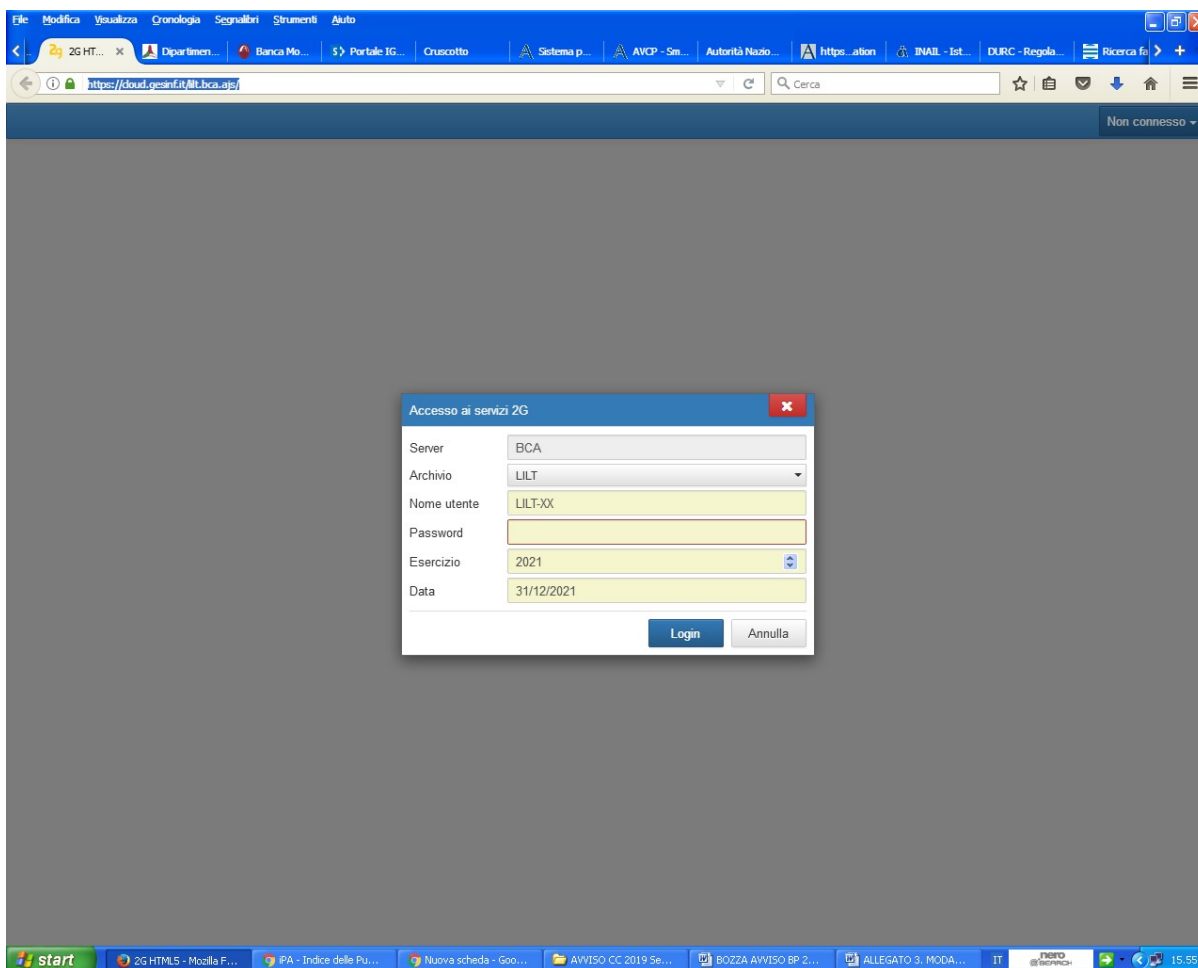 File Modifica Visualizza Cronologia Segnalibri Strumenti Aiuto
2G HT... Dipartimen... Banca Mo... Portale IG... Cruscotto Sistema p... AVCP - Sm... Autorità Nazio... https...ation INAIL - Ist... DURC - Regola... Ricerca fa
https://cloud.gesinf.it/lilt.bca.ajs/ Cerca
Non connesso
Accesso ai servizi 2G
Server BCA
Archivio LILT
Nome utente LILT-XX
Password
Esercizio 2021
Data 31/12/2021
Login Annulla
start 2G HTML5 - Mozilla F... iPA - Indice delle Pu... Nuova scheda - Goo... AVVISO CC 2019 Se... BOZZA AVVISO BP 2... ALLEGATO 3. MODA... IT nero SEARCH 15.55